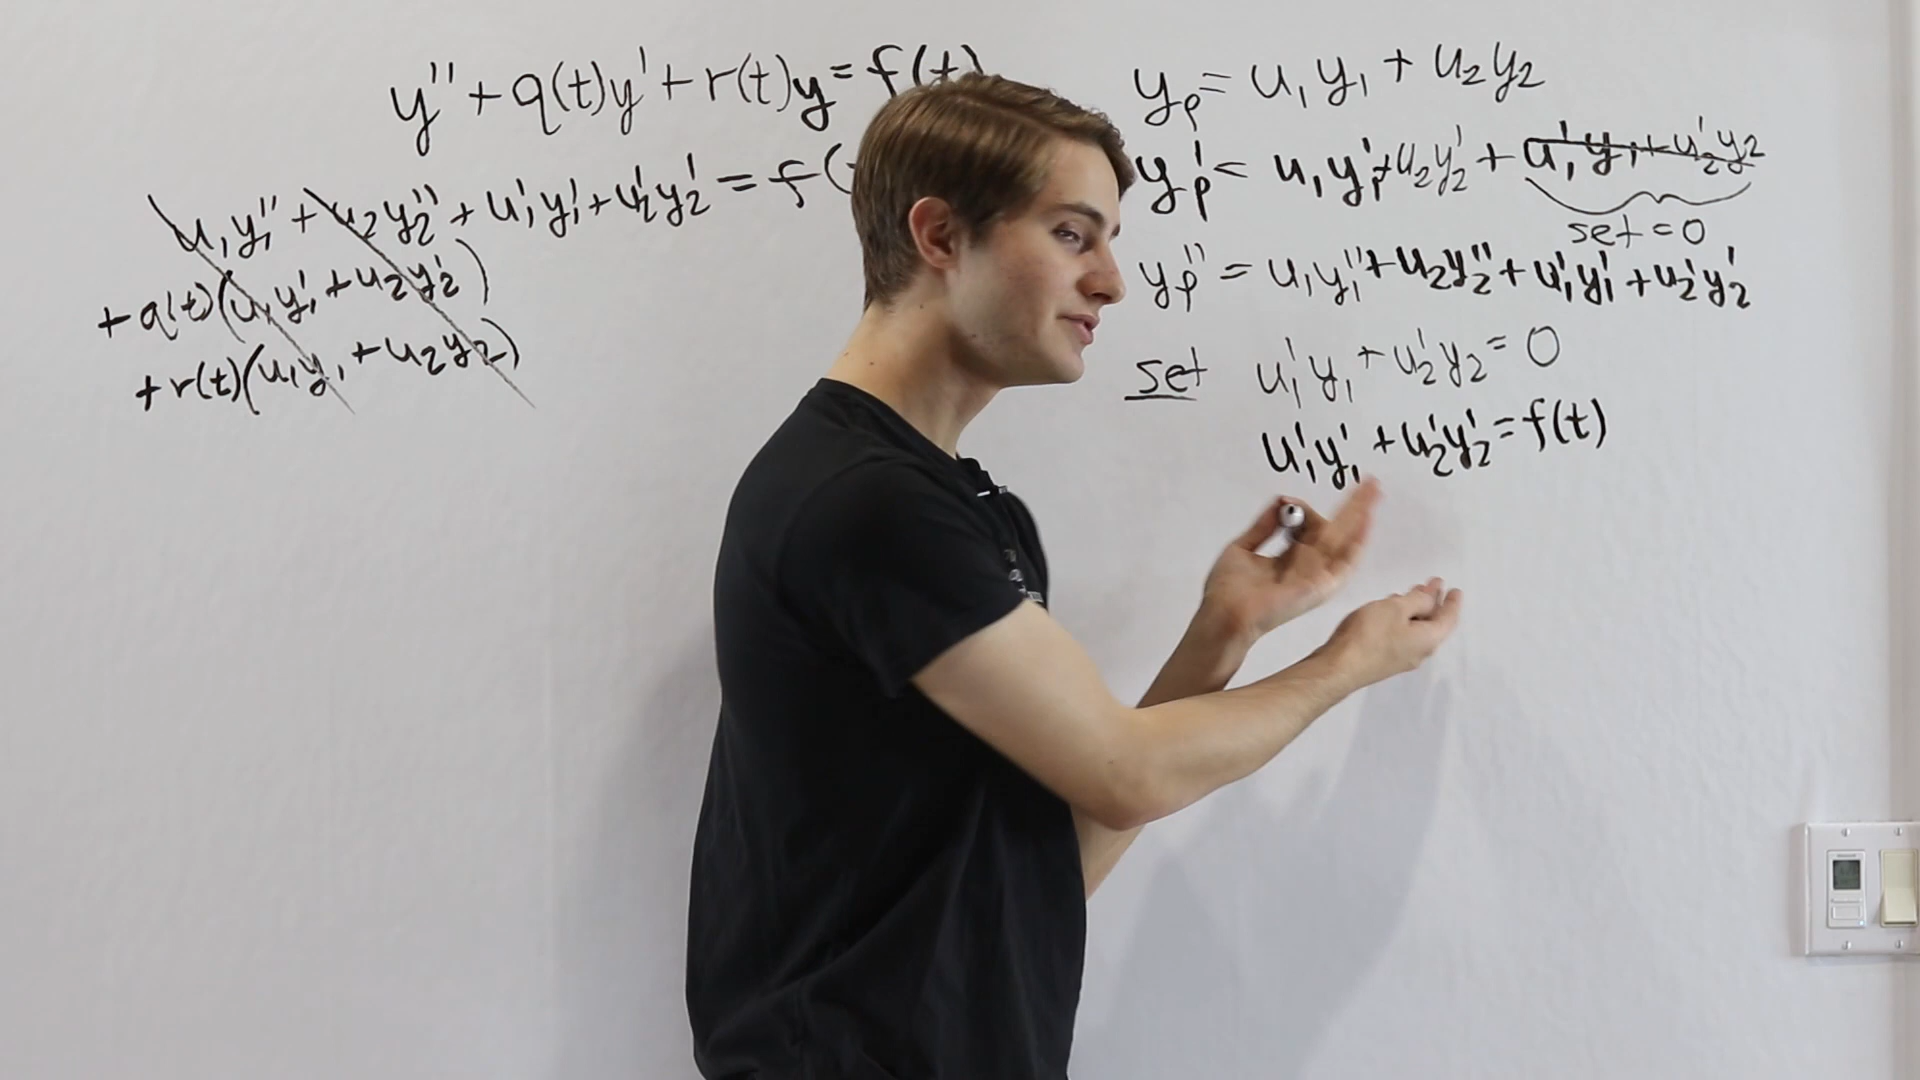 y'' + q(t)y' + r(t)y = f(t)
u₁y₁'' + u₂y₂'' + u₁'y₁' + u₂'y₂' = f(
+ q(t)(u₁y₁' + u₂y₂')
+ r(t)(u₁y₁ + u₂y₂)
yₚ = u₁y₁ + u₂y₂
yₚ' = u₁y₁' + u₂y₂' + u₁'y₁ + u₂'y₂
set = 0
yₚ'' = u₁y₁'' + u₂y₂'' + u₁'y₁' + u₂'y₂'
set u₁'y₁ + u₂'y₂ = 0
u₁'y₁' + u₂'y₂' = f(t)